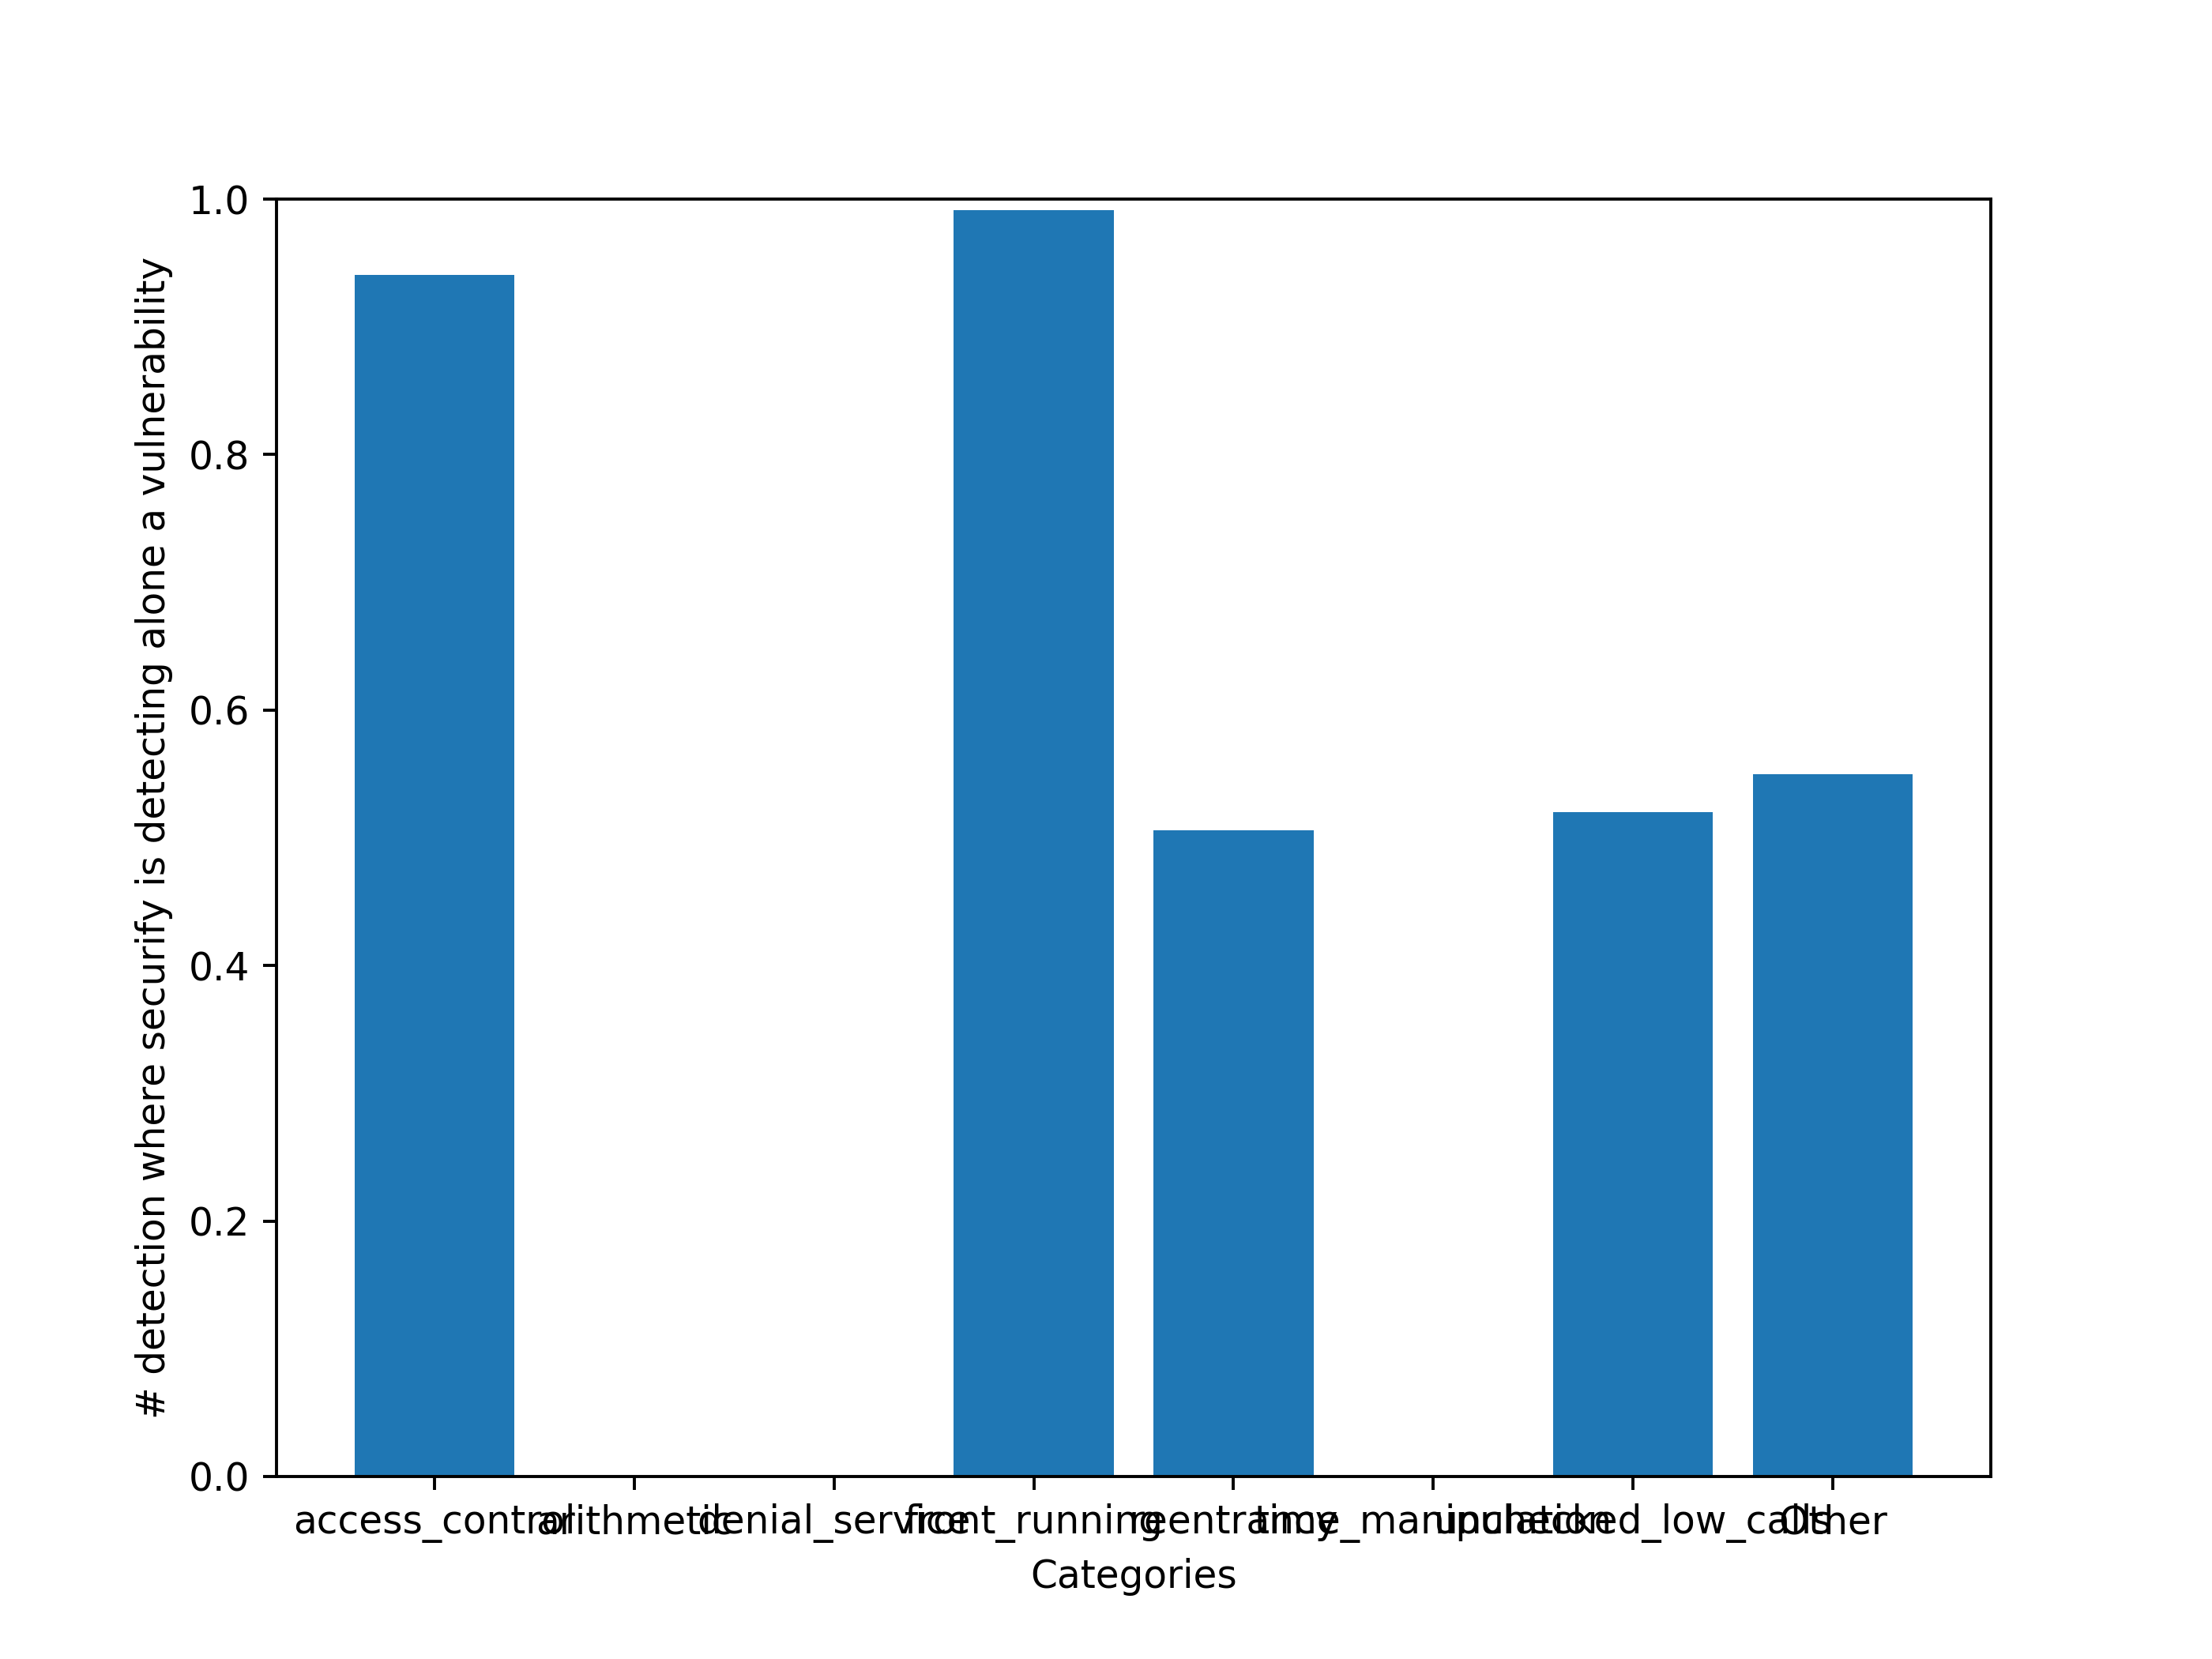 1.0
0.8
0.6
0.4
0.2
0.0
# detection where securify is detecting alone a vulnerability
access_control arithmetic denial_service front_running reentrancy time_manipulation unchecked_low_calls Other
Categories